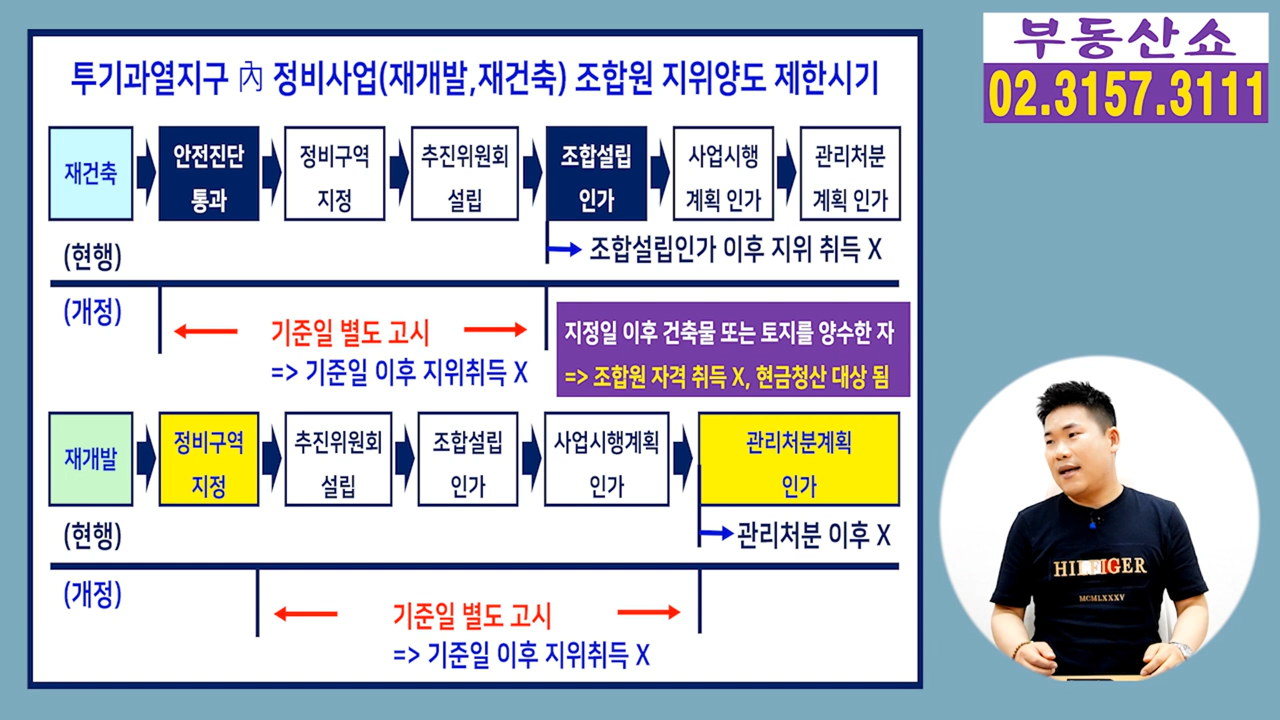 부동산쇼
02.3157.3111
투기과열지구 內 정비사업(재개발,재건축) 조합원 지위양도 제한시기
재건축
안전진단
통과
정비구역
지정
추진위원회
설립
조합설립
인가
사업시행
계획 인가
관리처분
계획 인가
(현행)
조합설립인가 이후 지위 취득 X
(개정)
기준일 별도 고시
=> 기준일 이후 지위취득 X
지정일 이후 건축물 또는 토지를 양수한 자
=> 조합원 자격 취득 X, 현금청산 대상 됨
재개발
정비구역
지정
추진위원회
설립
조합설립
인가
사업시행계획
인가
관리처분계획
인가
(현행)
관리처분 이후 X
(개정)
기준일 별도 고시
=> 기준일 이후 지위취득 X
HILFIGER
MCMLXXXV